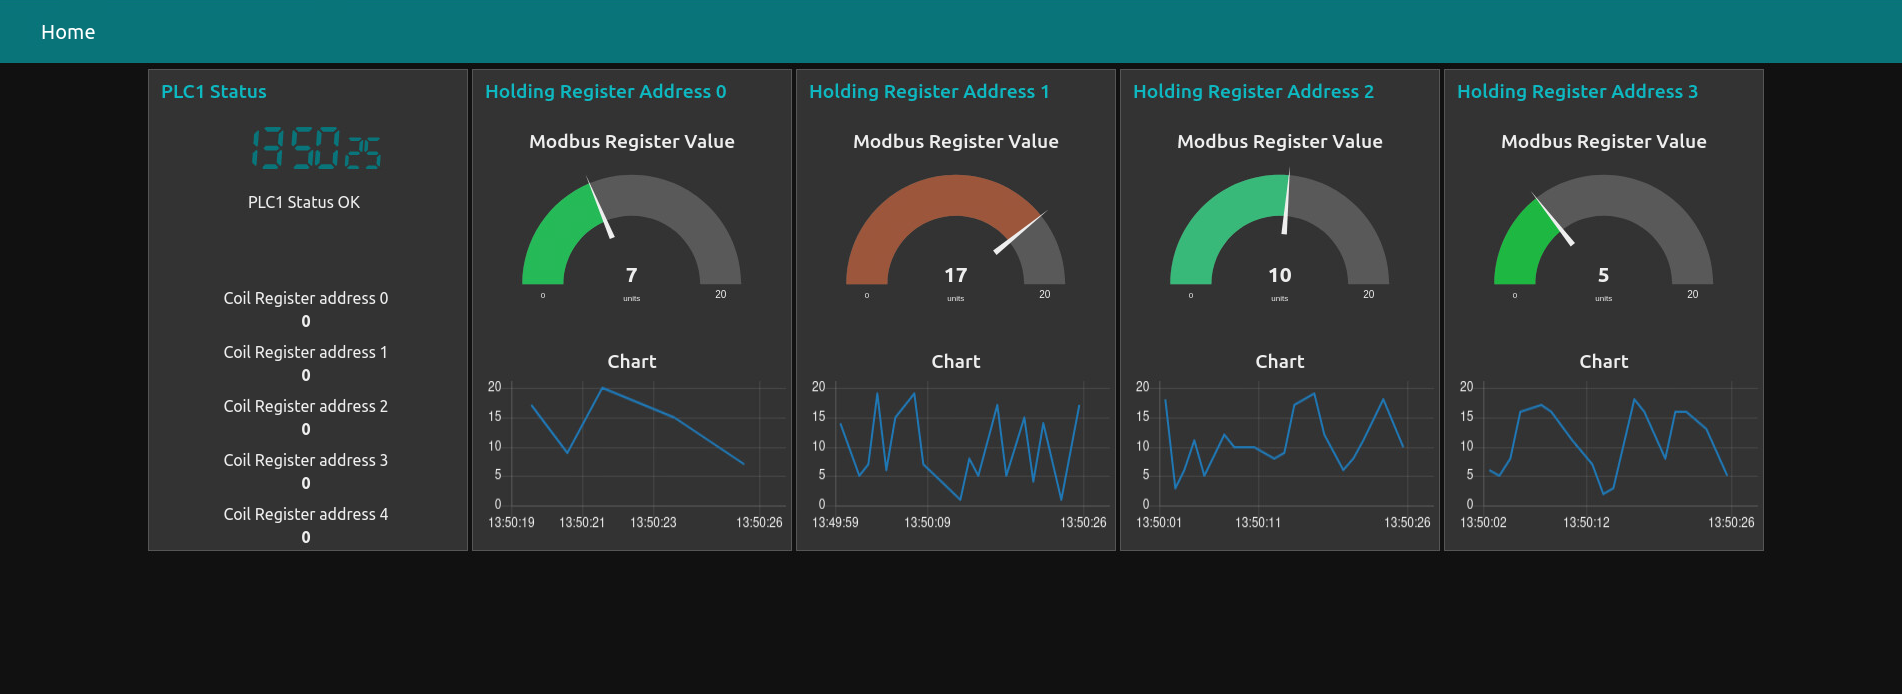 Home
PLC1 Status
13:50 25
PLC1 Status OK
Coil Register address 0
0
Coil Register address 1
0
Coil Register address 2
0
Coil Register address 3
0
Coil Register address 4
0
Holding Register Address 0
Modbus Register Value
7
0
units
20
Chart
20
15
10
5
0
13:50:19 13:50:21 13:50:23 13:50:26
Holding Register Address 1
Modbus Register Value
17
0
units
20
Chart
20
15
10
5
0
13:49:59 13:50:09 13:50:26
Holding Register Address 2
Modbus Register Value
10
0
units
20
Chart
20
15
10
5
0
13:50:01 13:50:11 13:50:26
Holding Register Address 3
Modbus Register Value
5
0
units
20
Chart
20
15
10
5
0
13:50:02 13:50:12 13:50:26